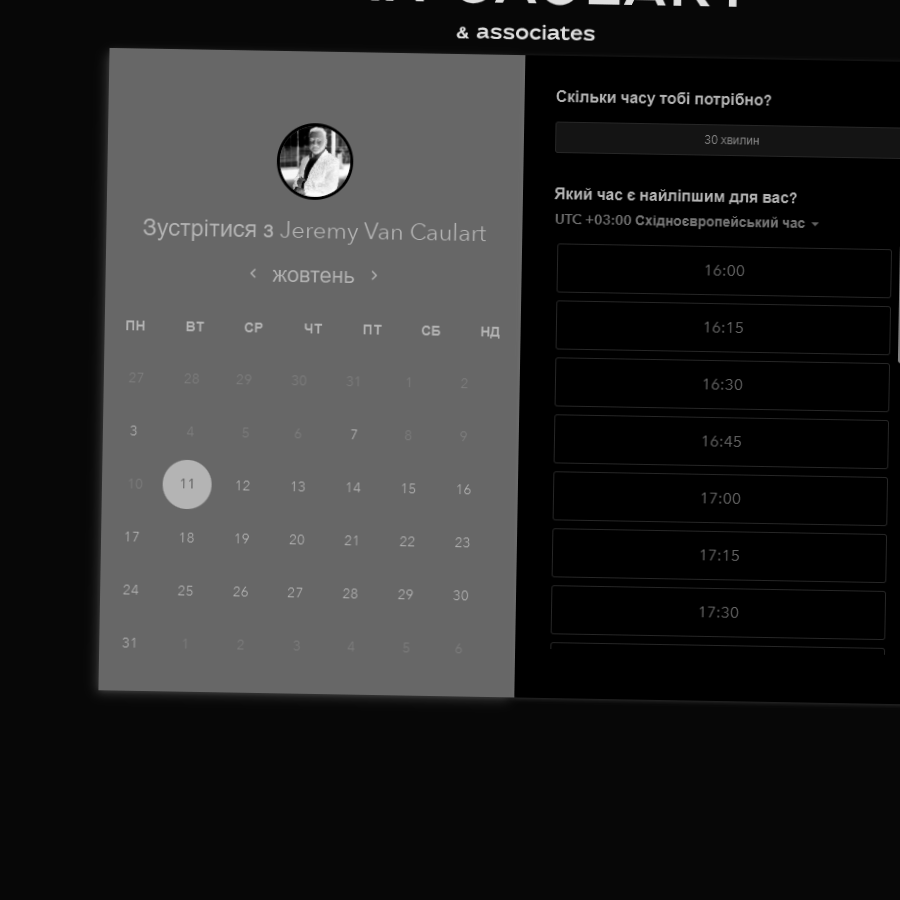 CAULART
& associates
Зустрітися з Jeremy Van Caulart
жовтень
ПН ВТ СР ЧТ ПТ СБ НД
27 28 29 30 31 1 2
3 4 5 6 7 8 9
10 11 12 13 14 15 16
17 18 19 20 21 22 23
24 25 26 27 28 29 30
31 1 2 3 4 5 6
Скільки часу тобі потрібно?
30 хвилин
Який час є найліпшим для вас?
UTC +03:00 Східноєвропейський час
16:00
16:15
16:30
16:45
17:00
17:15
17:30